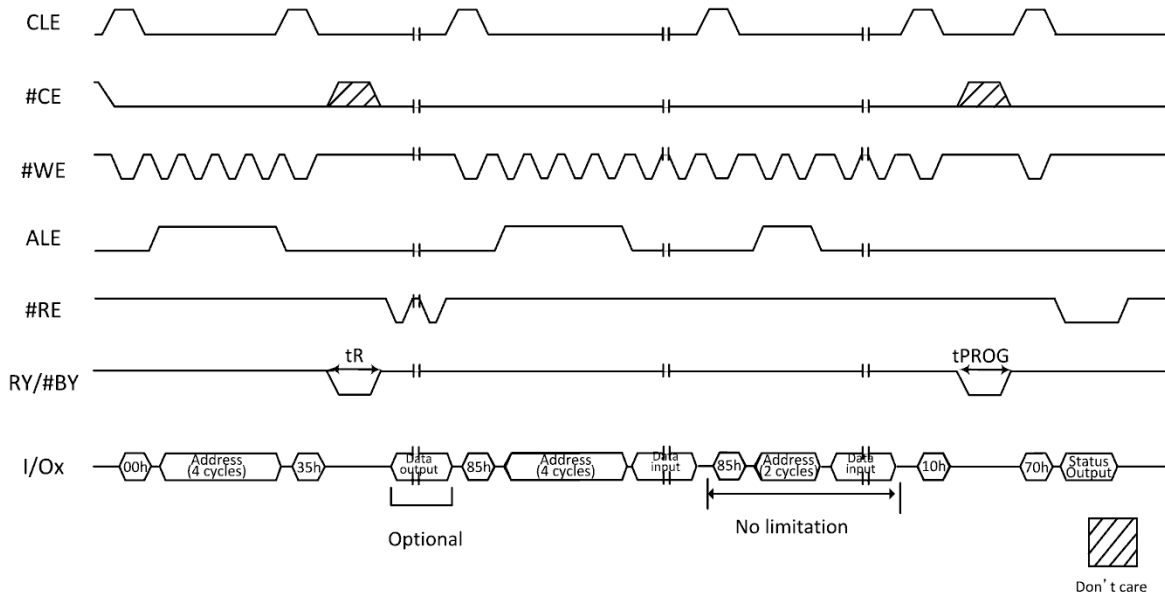 CLE
#CE
#WE
ALE
#RE
RY/#BY
tR
tPROG
I/Ox
00h
Address
(4 cycles)
35h
Data
output
85h
Address
(4 cycles)
Data
input
85h
Address
(2 cycles)
Data
input
10h
70h
Status
Output
Optional
No limitation
Don't care